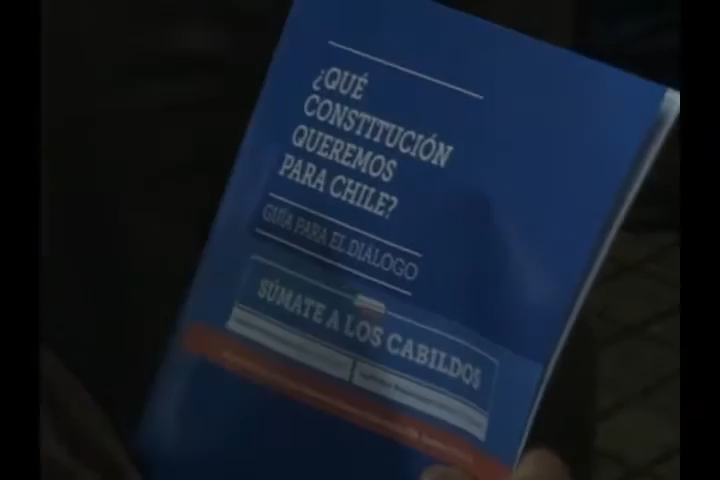 ¿QUÉ
CONSTITUCIÓN
QUEREMOS
PARA CHILE?
GUÍA PARA EL DIÁLOGO
SÚMATE A LOS CABILDOS